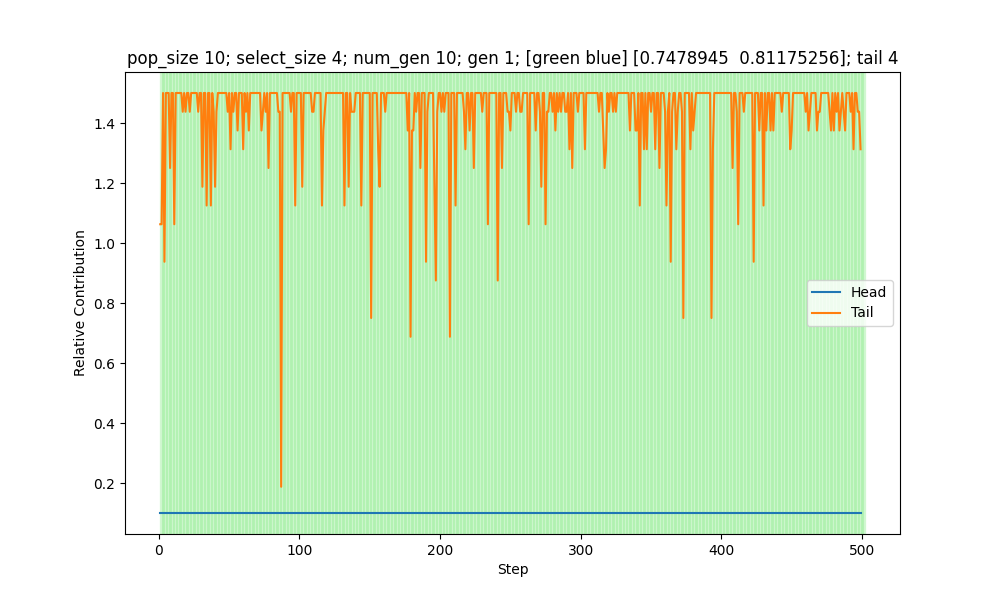 pop_size 10; select_size 4; num_gen 10; gen 1; [green blue] [0.7478945  0.81175256]; tail 4
Relative Contribution
1.4
1.2
1.0
0.8
0.6
0.4
0.2
Head
Tail
0 100 200 300 400 500
Step